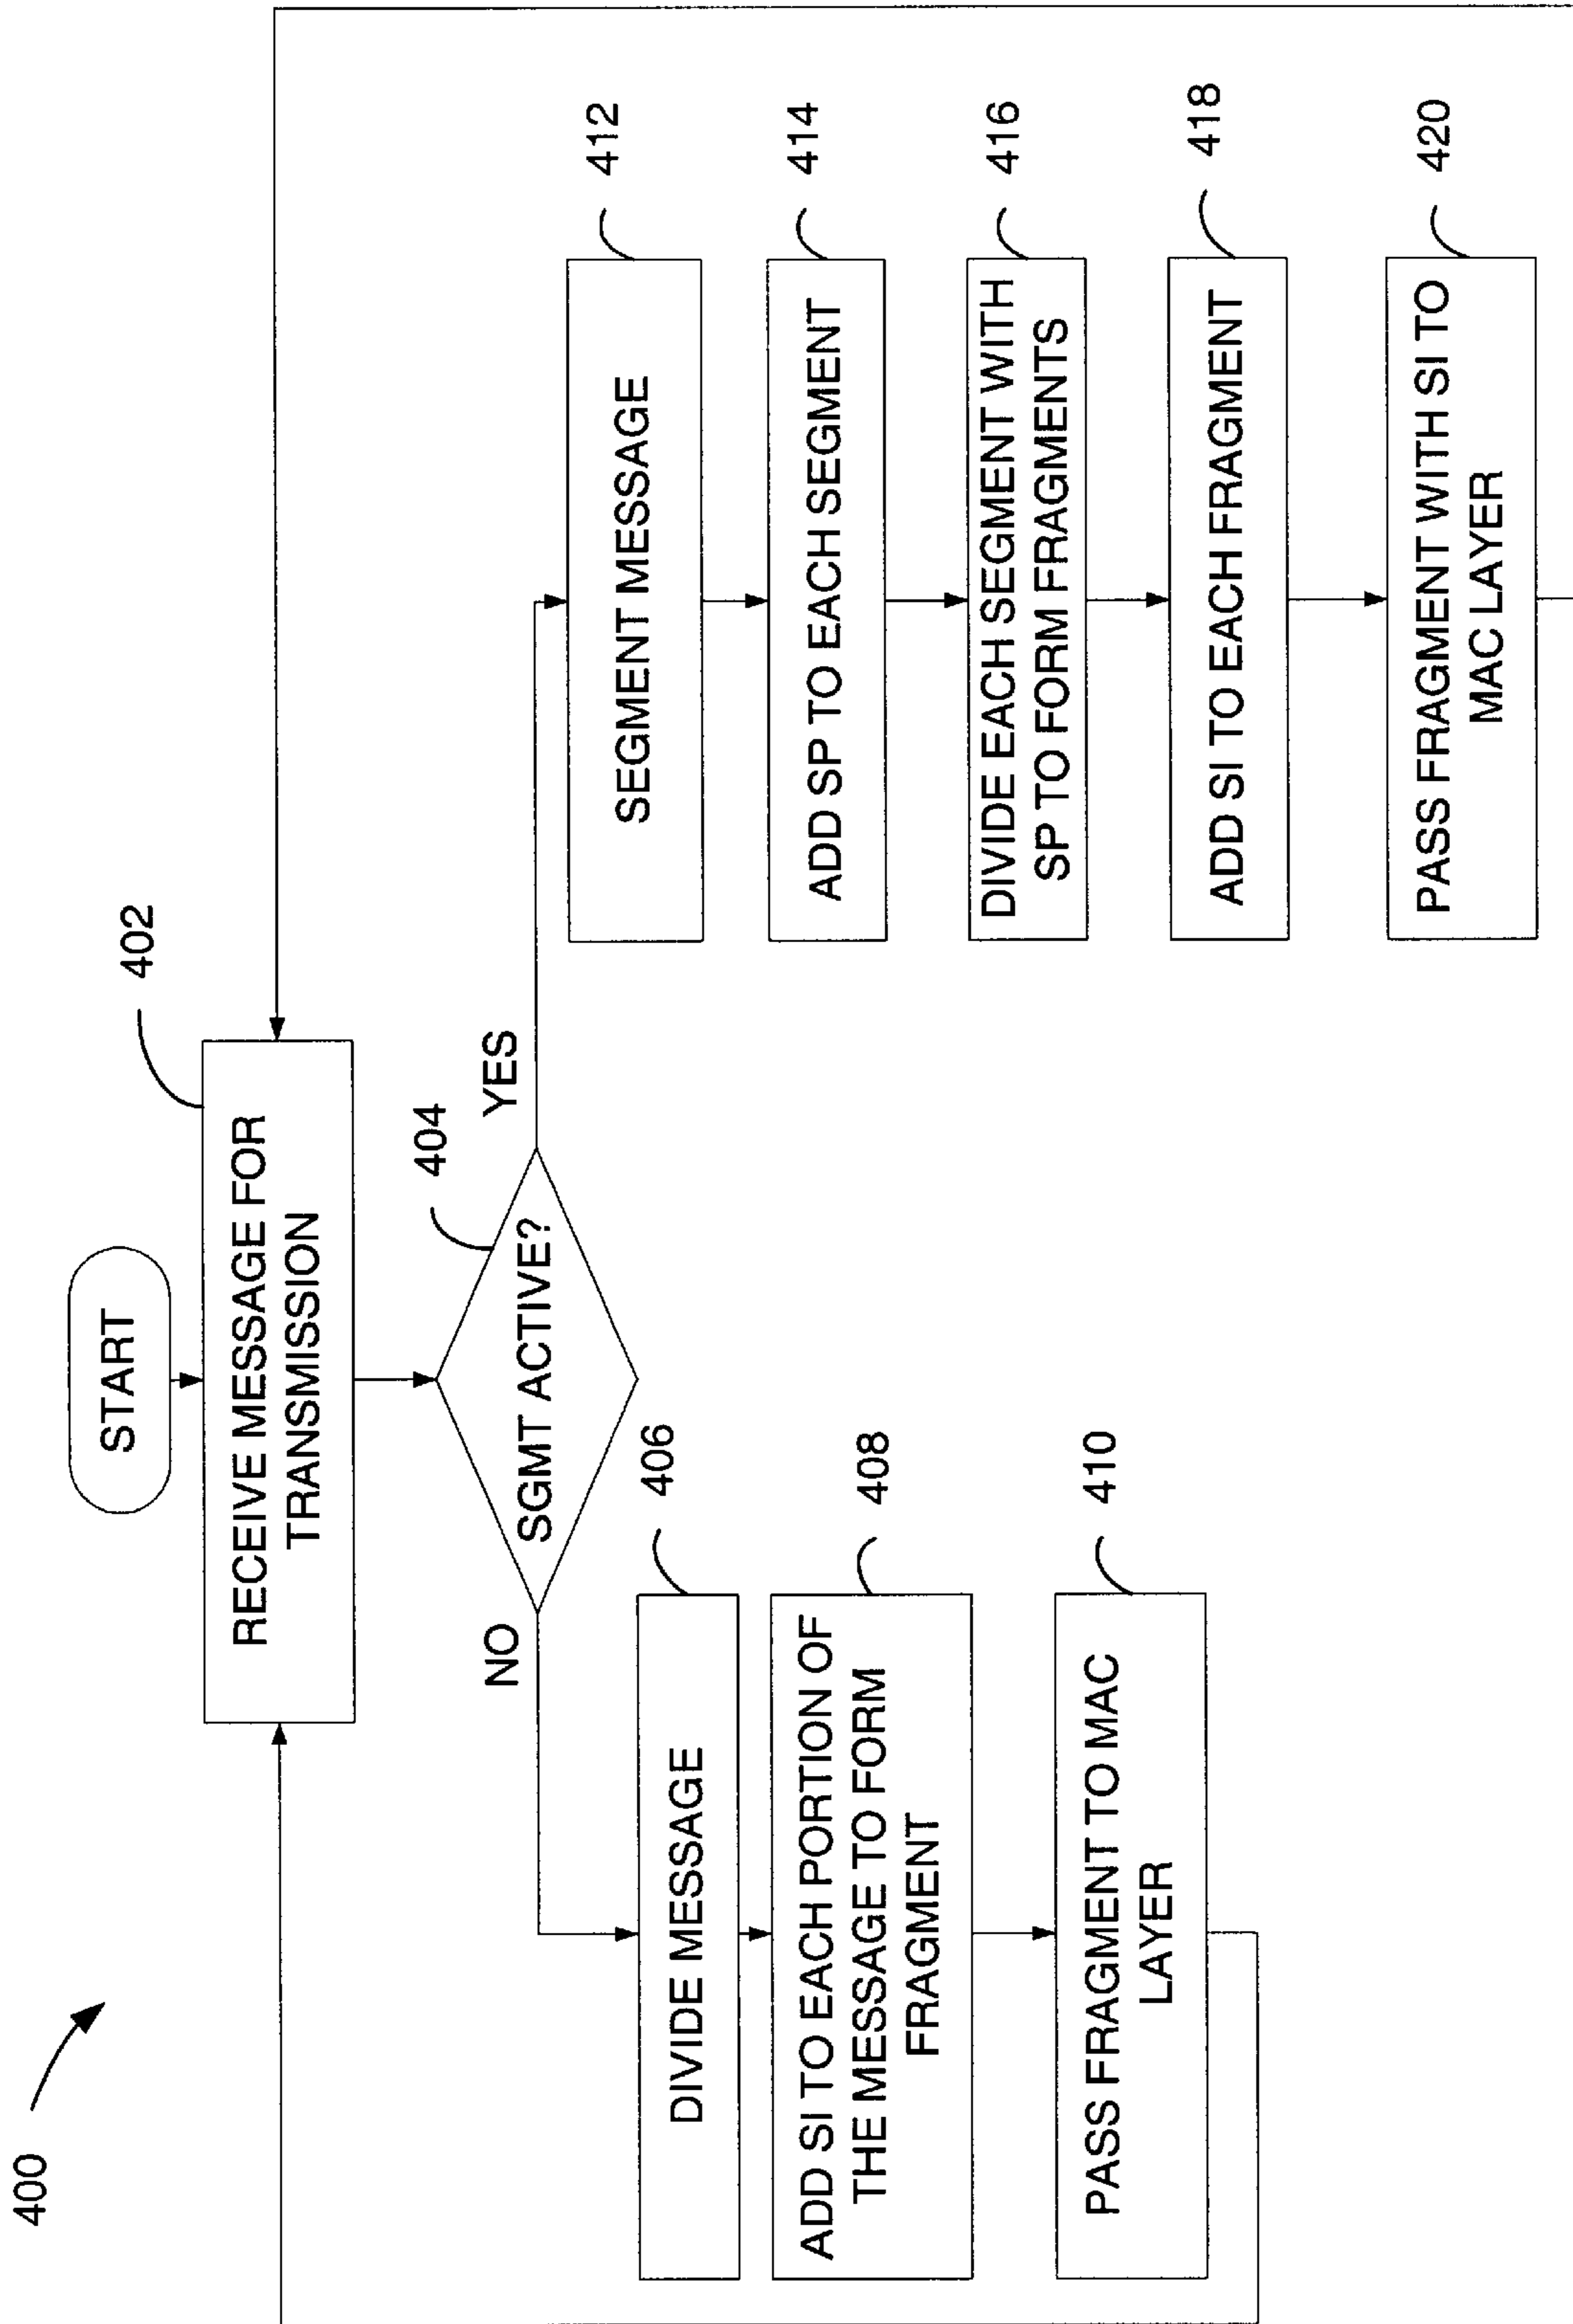 400
START
402
RECEIVE MESSAGE FOR
TRANSMISSION
404
SGMT ACTIVE?
NO
YES
406
DIVIDE MESSAGE
408
ADD SI TO EACH PORTION OF
THE MESSAGE TO FORM
FRAGMENT
410
PASS FRAGMENT TO MAC
LAYER
412
SEGMENT MESSAGE
414
ADD SP TO EACH SEGMENT
416
DIVIDE EACH SEGMENT WITH
SP TO FORM FRAGMENTS
418
ADD SI TO EACH FRAGMENT
420
PASS FRAGMENT WITH SI TO
MAC LAYER